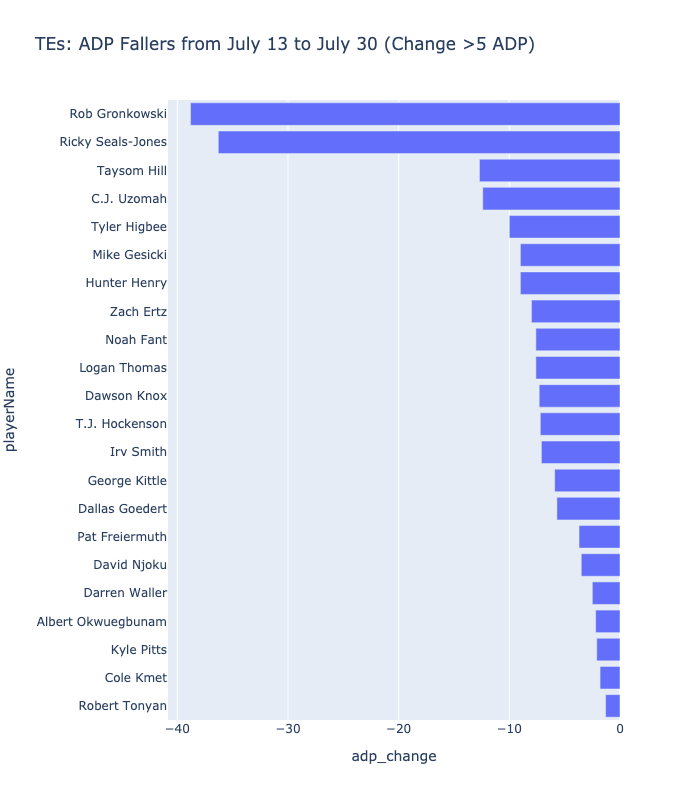 TEs: ADP Fallers from July 13 to July 30 (Change >5 ADP)
Rob Gronkowski
Ricky Seals-Jones
Taysom Hill
C.J. Uzomah
Tyler Higbee
Mike Gesicki
Hunter Henry
Zach Ertz
Noah Fant
Logan Thomas
Dawson Knox
T.J. Hockenson
Irv Smith
George Kittle
Dallas Goedert
Pat Freiermuth
David Njoku
Darren Waller
Albert Okwuegbunam
Kyle Pitts
Cole Kmet
Robert Tonyan
playerName
−40 −30 −20 −10 0
adp_change